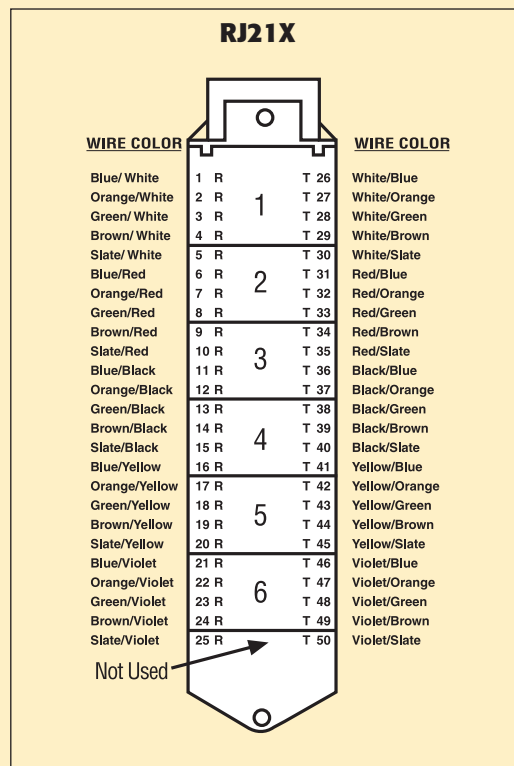 RJ21X
WIRE COLOR WIRE COLOR
Blue/ White 1 R T 26 White/Blue
Orange/White 2 R T 27 White/Orange
1
Green/ White 3 R T 28 White/Green
Brown/ White 4 R T 29 White/Brown
Slate/ White 5 R T 30 White/Slate
Blue/Red 6 R T 31 Red/Blue
2
Orange/Red 7 R T 32 Red/Orange
Green/Red 8 R T 33 Red/Green
Brown/Red 9 R T 34 Red/Brown
Slate/Red 10 R T 35 Red/Slate
3
Blue/Black 11 R T 36 Black/Blue
Orange/Black 12 R T 37 Black/Orange
Green/Black 13 R T 38 Black/Green
Brown/Black 14 R T 39 Black/Brown
4
Slate/Black 15 R T 40 Black/Slate
Blue/Yellow 16 R T 41 Yellow/Blue
Orange/Yellow 17 R T 42 Yellow/Orange
Green/Yellow 18 R T 43 Yellow/Green
5
Brown/Yellow 19 R T 44 Yellow/Brown
Slate/Yellow 20 R T 45 Yellow/Slate
Blue/Violet 21 R T 46 Violet/Blue
Orange/Violet 22 R T 47 Violet/Orange
6
Green/Violet 23 R T 48 Violet/Green
Brown/Violet 24 R T 49 Violet/Brown
Slate/Violet 25 R T 50 Violet/Slate
Not Used